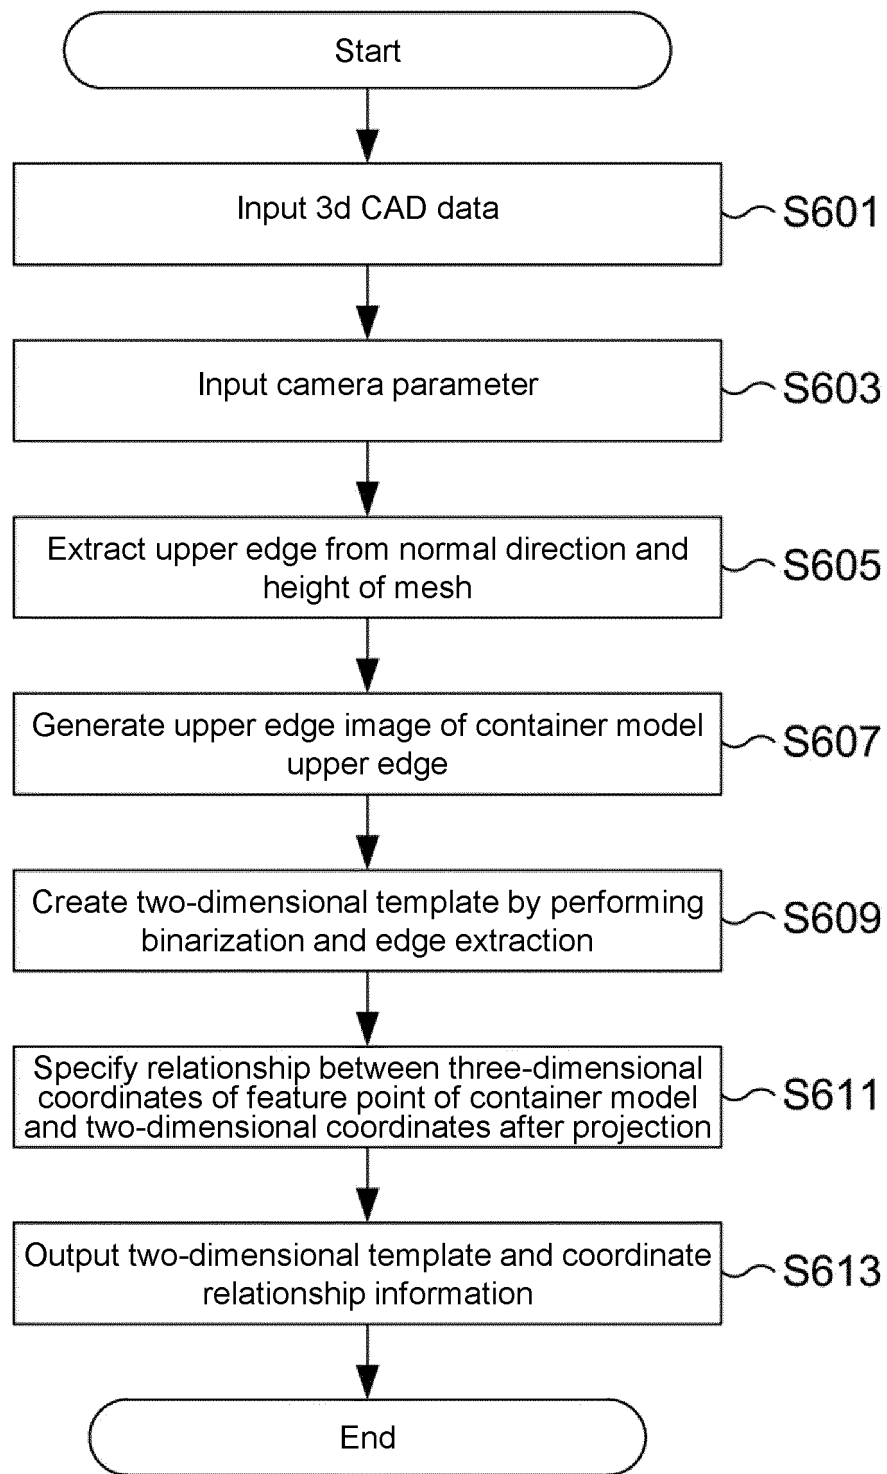 Start
Input 3d CAD data
S601
Input camera parameter
S603
Extract upper edge from normal direction and
height of mesh
S605
Generate upper edge image of container model
upper edge
S607
Create two-dimensional template by performing
binarization and edge extraction
S609
Specify relationship between three-dimensional
coordinates of feature point of container model
and two-dimensional coordinates after projection
S611
Output two-dimensional template and coordinate
relationship information
S613
End